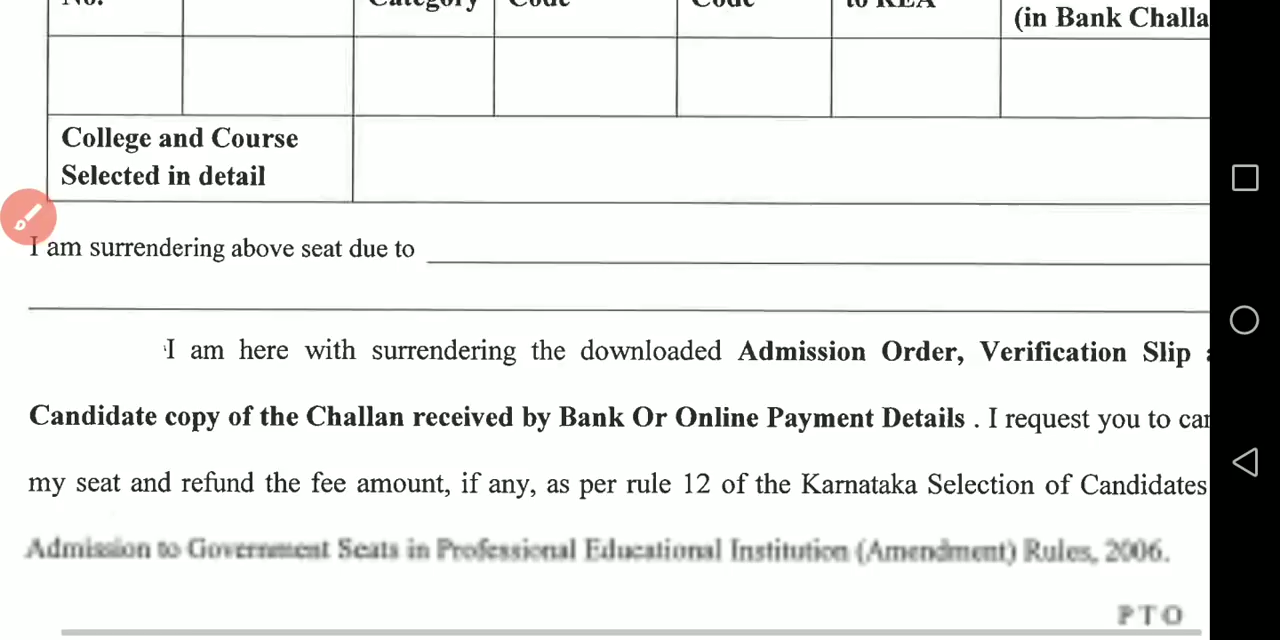 No. Category Code Code to KEA
(in Bank Challa
College and Course
Selected in detail
I am surrendering above seat due to
I am here with surrendering the downloaded Admission Order, Verification Slip
Candidate copy of the Challan received by Bank Or Online Payment Details . I request you to can
my seat and refund the fee amount, if any, as per rule 12 of the Karnataka Selection of Candidates
Admission to Government Seats in Professional Educational Institution (Amendment) Rules, 2006.
PTO